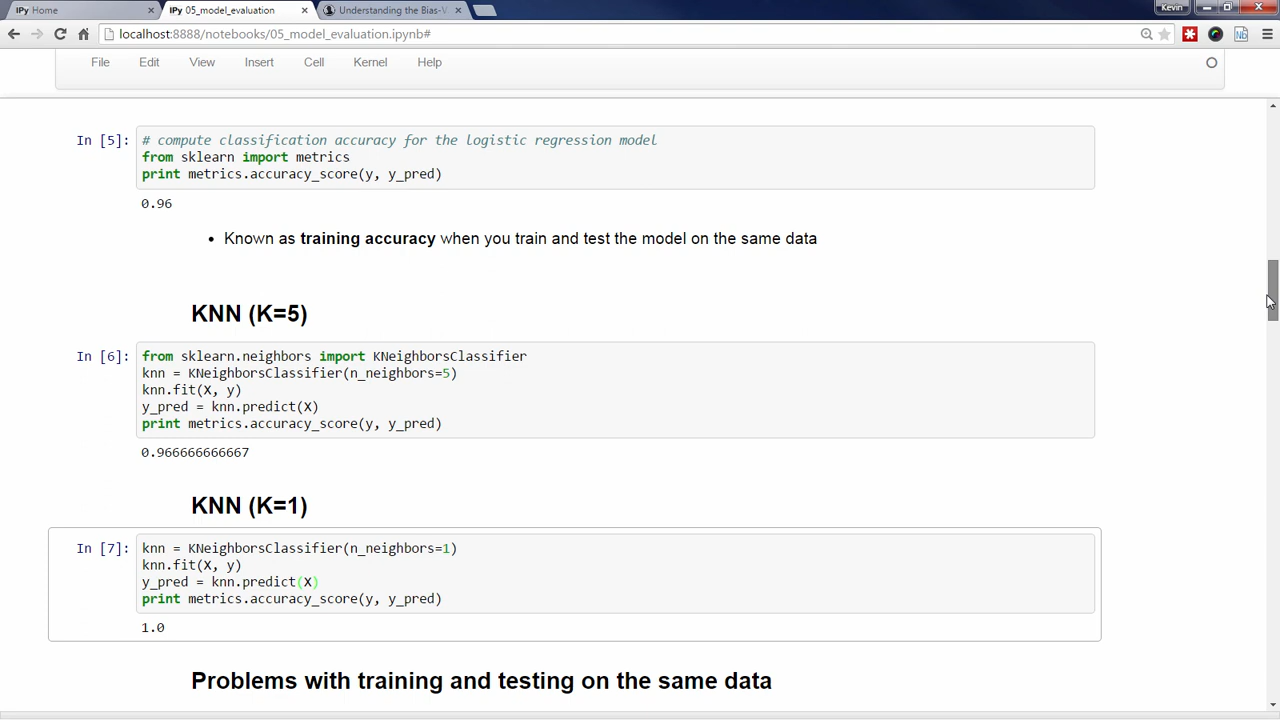 IPy Home
IPy 05_model_evaluation
Understanding the Bias-V
Kevin
localhost:8888/notebooks/05_model_evaluation.ipynb#
File Edit View Insert Cell Kernel Help
In [5]: # compute classification accuracy for the logistic regression model
from sklearn import metrics
print metrics.accuracy_score(y, y_pred)
0.96
• Known as training accuracy when you train and test the model on the same data
KNN (K=5)
In [6]: from sklearn.neighbors import KNeighborsClassifier
knn = KNeighborsClassifier(n_neighbors=5)
knn.fit(X, y)
y_pred = knn.predict(X)
print metrics.accuracy_score(y, y_pred)
0.966666666667
KNN (K=1)
In [7]: knn = KNeighborsClassifier(n_neighbors=1)
knn.fit(X, y)
y_pred = knn.predict(X)
print metrics.accuracy_score(y, y_pred)
1.0
Problems with training and testing on the same data